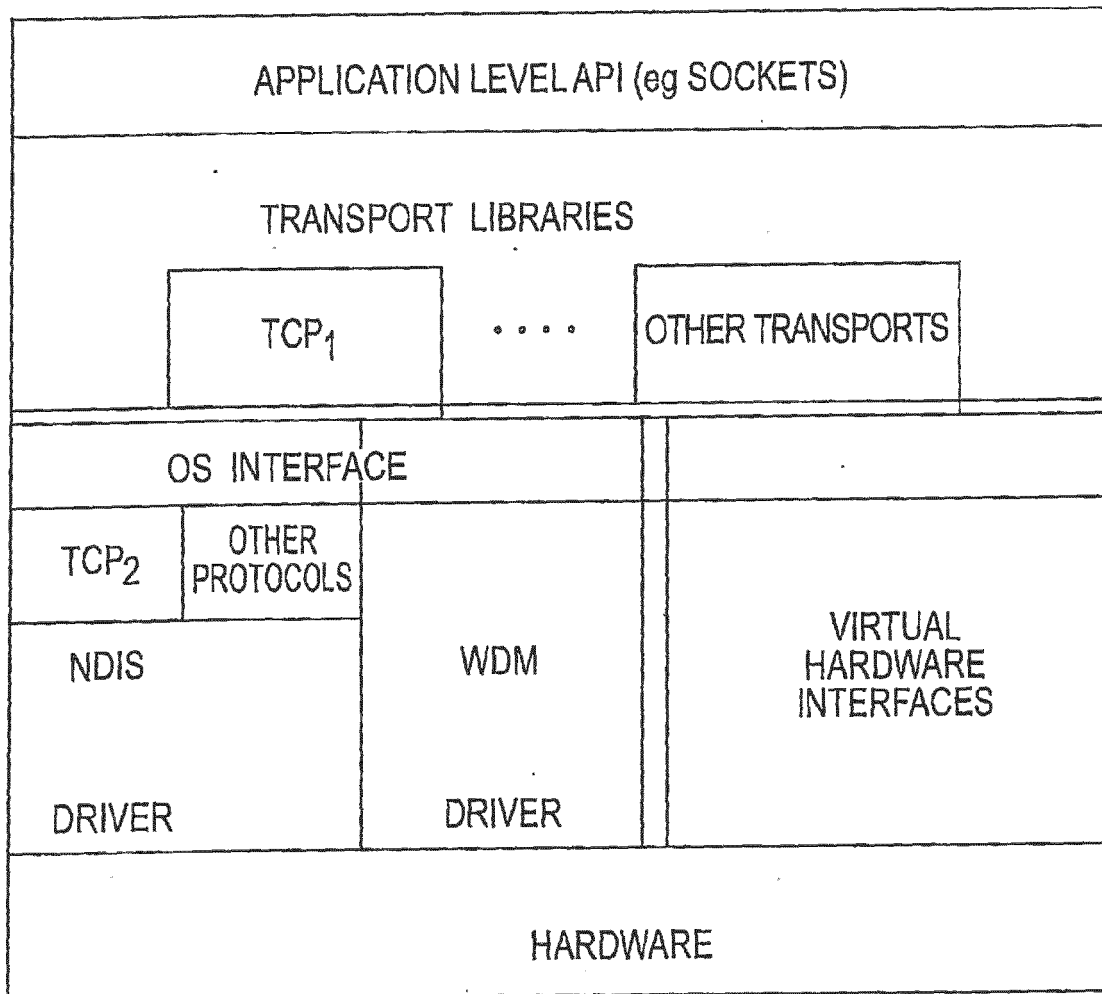 APPLICATION LEVEL API (eg SOCKETS)
TRANSPORT LIBRARIES
TCP1
OTHER TRANSPORTS
OS INTERFACE
TCP2
OTHER
PROTOCOLS
NDIS
WDM
VIRTUAL
HARDWARE
INTERFACES
DRIVER
DRIVER
HARDWARE